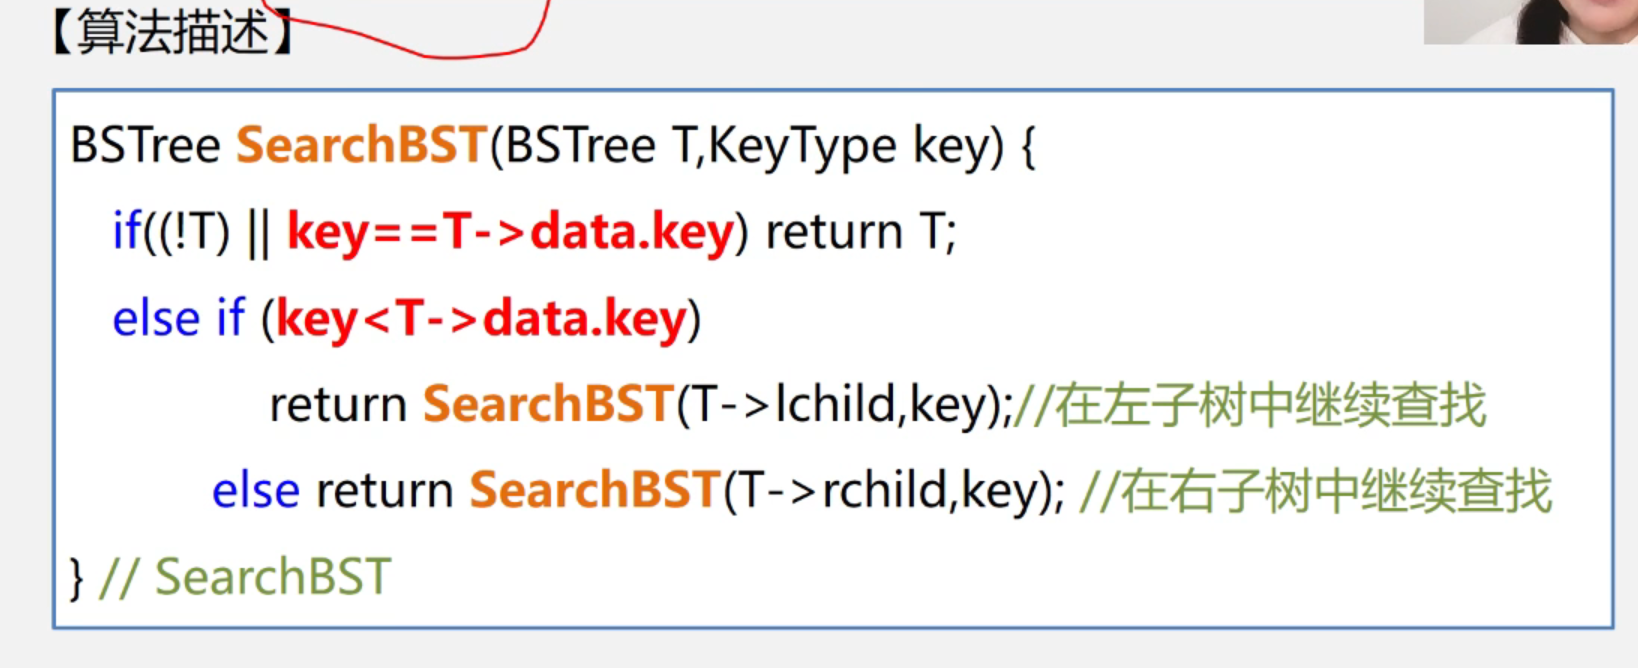 【算法描述】
BSTree SearchBST(BSTree T,KeyType key) {
if((!T) || key==T->data.key) return T;
else if (key<T->data.key)
return SearchBST(T->lchild,key);//在左子树中继续查找
else return SearchBST(T->rchild,key); //在右子树中继续查找
} // SearchBST